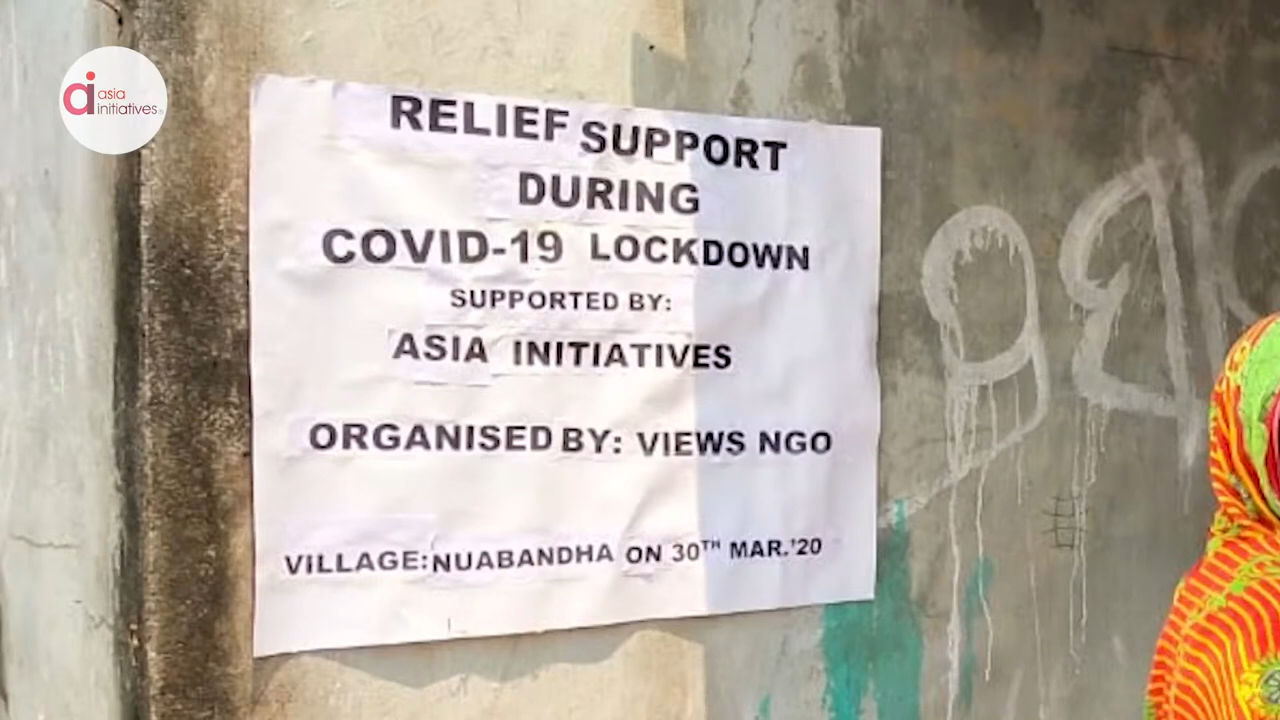 asia
initiatives
RELIEF SUPPORT
DURING
COVID-19 LOCKDOWN
SUPPORTED BY:
ASIA INITIATIVES
ORGANISED BY: VIEWS NGO
VILLAGE: NUABANDHA ON 30TH MAR.'20